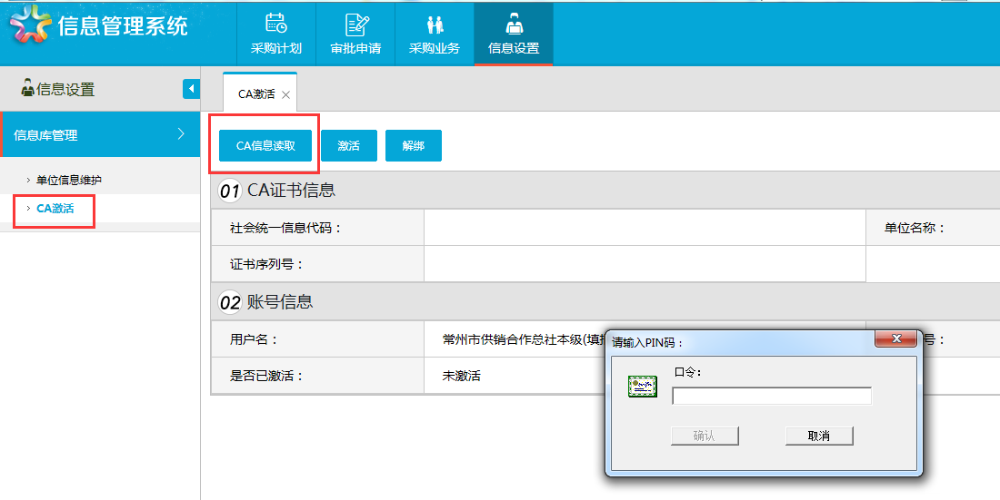 信息管理系统
采购计划
审批申请
采购业务
信息设置
信息设置
CA激活
信息库管理
CA信息读取
激活
解绑
单位信息维护
CA激活
01 CA证书信息
社会统一信息代码：
单位名称：
证书序列号：
02 账号信息
用户名：
常州市供销合作总社本级(填
号：
是否已激活：
未激活
请输入PIN码：
口令：
确认
取消